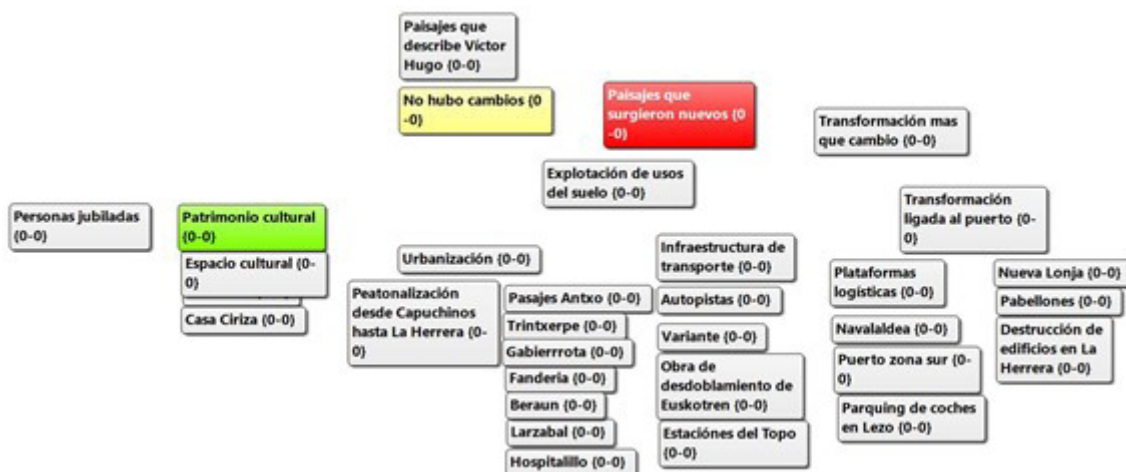 Paisajes que
describe Víctor
Hugo {0-0}
No hubo cambios {0
-0}
Paisajes que
surgieron nuevos {0
-0}
Transformación mas
que cambio {0-0}
Explotación de usos
del suelo {0-0}
Personas jubiladas
{0-0}
Patrimonio cultural
{0-0}
Espacio cultural {0-
0}
Casa Ciriza {0-0}
Urbanización {0-0}
Peatonalización
desde Capuchinos
hasta La Herrera {0-
0}
Pasajes Antxo {0-0}
Trintxerpe {0-0}
Gabierrrota {0-0}
Fanderia {0-0}
Beraun {0-0}
Larzabal {0-0}
Hospitalillo {0-0}
Infraestructura de
transporte {0-0}
Autopistas {0-0}
Variante {0-0}
Obra de
desdoblamiento de
Euskotren {0-0}
Estaciónes del Topo
{0-0}
Transformación
ligada al puerto {0-
0}
Plataformas
logísticas {0-0}
Navalaldea {0-0}
Puerto zona sur {0-
0}
Parquing de coches
en Lezo {0-0}
Nueva Lonja {0-0}
Pabellones {0-0}
Destrucción de
edificios en La
Herrera {0-0}